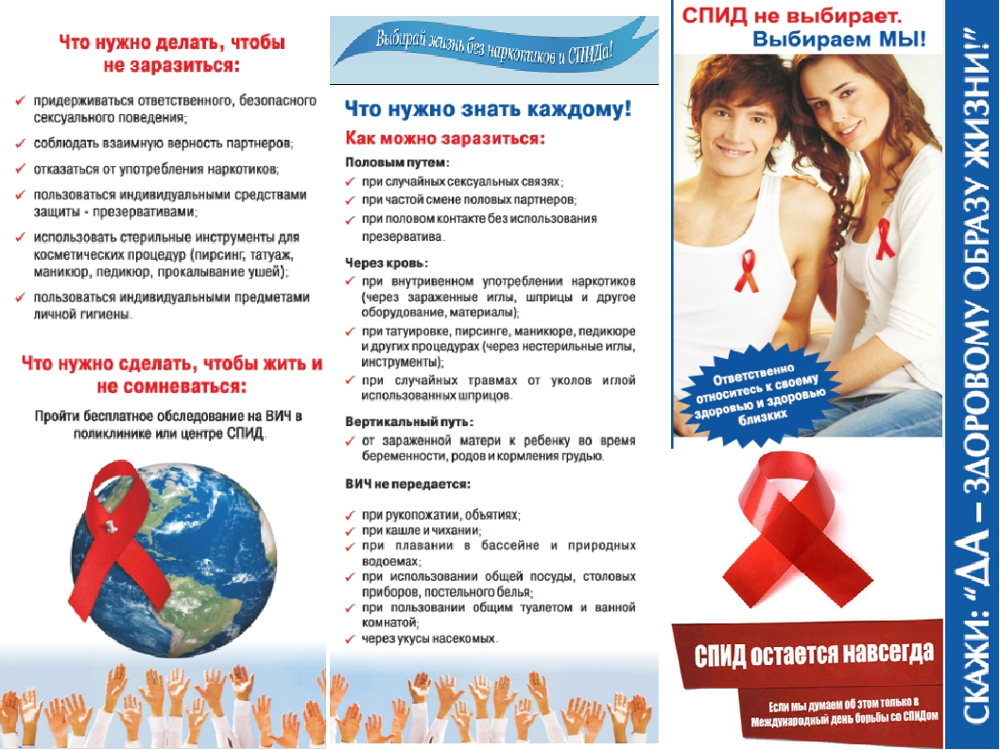 Что нужно делать, чтобы
не заразиться:
придерживаться ответственного, безопасного
сексуального поведения;
соблюдать взаимную верность партнеров;
отказаться от употребления наркотиков;
пользоваться индивидуальными средствами
защиты - презервативами;
использовать стерильные инструменты для
косметических процедур (пирсинг, татуаж,
маникюр, педикюр, прокалывание ушей);
пользоваться индивидуальными предметами
личной гигиены.
Что нужно сделать, чтобы жить и
не сомневаться:
Пройти бесплатное обследование на ВИЧ в
поликлинике или центре СПИД.
Выбирай жизнь без наркотиков и СПИДа!
Что нужно знать каждому!
Как можно заразиться:
Половым путем:
при случайных сексуальных связях;
при частой смене половых партнеров;
при половом контакте без использования
презерватива.
Через кровь:
при внутривенном употреблении наркотиков
(через зараженные иглы, шприцы и другое
оборудование, материалы);
при татуировке, пирсинге, маникюре, педикюре
и других процедурах (через нестерильные иглы,
инструменты);
при случайных травмах от уколов иглой
использованных шприцов.
Вертикальный путь:
от зараженной матери к ребенку во время
беременности, родов и кормления грудью.
ВИЧ не передается:
при рукопожатии, объятиях;
при кашле и чихании;
при плавании в бассейне и природных
водоемах;
при использовании общей посуды, столовых
приборов, постельного белья;
при пользовании общим туалетом и ванной
комнатой;
через укусы насекомых.
СПИД не выбирает.
Выбираем МЫ!
Ответственно
относитесь к своему
здоровью и здоровью
близких
СПИД остается навсегда
Если мы думаем об этом только в
Международный день борьбы со СПИДом
СКАЖИ: “ДА – ЗДОРОВОМУ ОБРАЗУ ЖИЗНИ!”